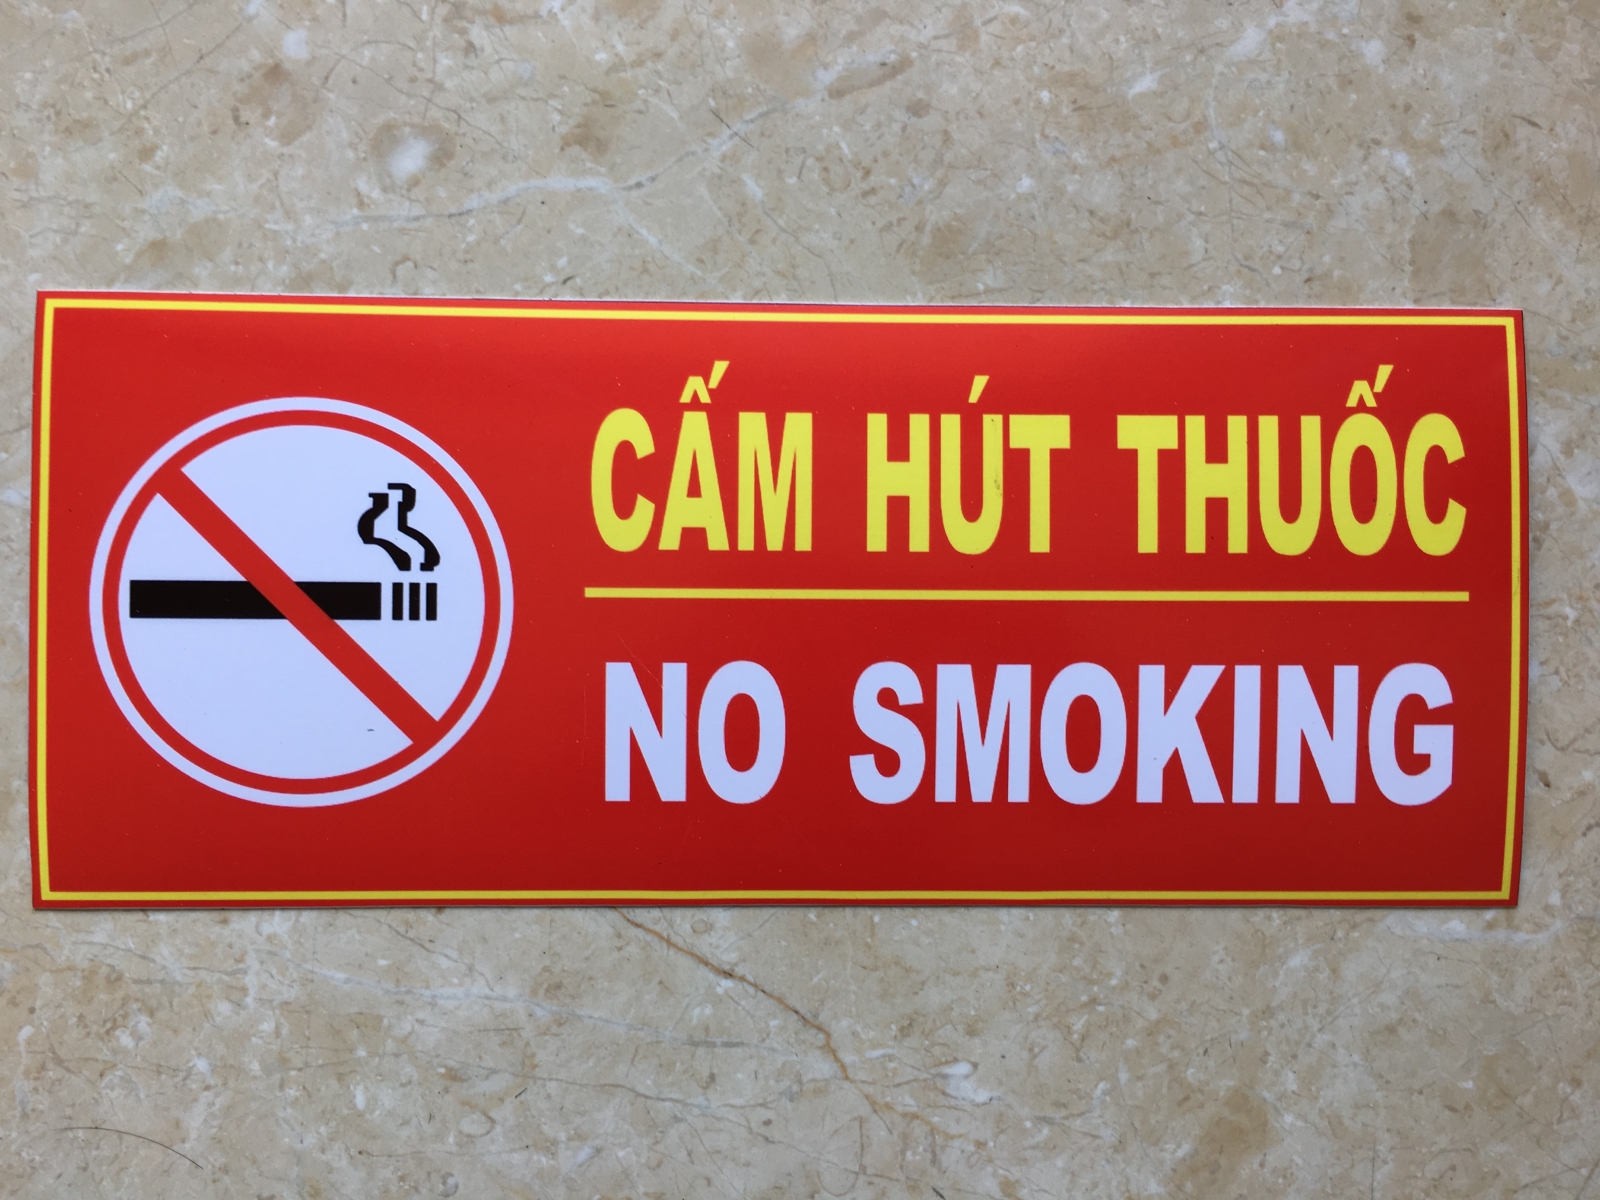 CẤM HÚT THUỐC
NO SMOKING